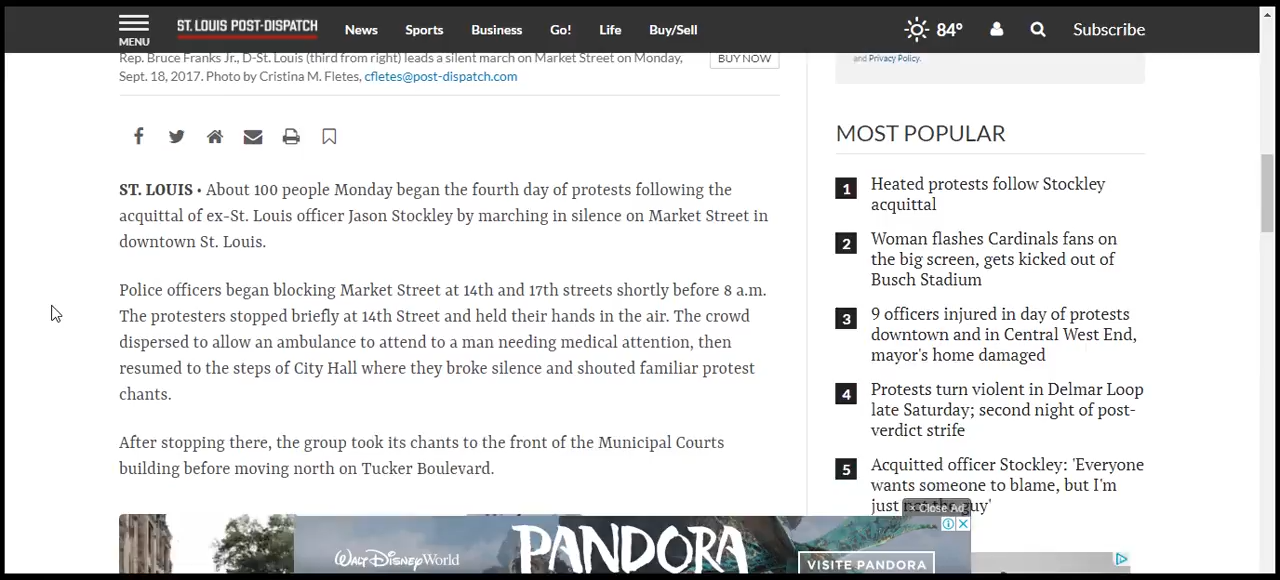 ST. LOUIS POST-DISPATCH
MENU
News Sports Business Go! Life Buy/Sell
84°
Subscribe
Rep. Bruce Franks Jr., D-St. Louis (third from right) leads a silent march on Market Street on Monday,
Sept. 18, 2017. Photo by Cristina M. Fletes, cfletes@post-dispatch.com
BUY NOW
and Privacy Policy.
ST. LOUIS • About 100 people Monday began the fourth day of protests following the
acquittal of ex-St. Louis officer Jason Stockley by marching in silence on Market Street in
downtown St. Louis.
Police officers began blocking Market Street at 14th and 17th streets shortly before 8 a.m.
The protesters stopped briefly at 14th Street and held their hands in the air. The crowd
dispersed to allow an ambulance to attend to a man needing medical attention, then
resumed to the steps of City Hall where they broke silence and shouted familiar protest
chants.
After stopping there, the group took its chants to the front of the Municipal Courts
building before moving north on Tucker Boulevard.
MOST POPULAR
1 Heated protests follow Stockley
acquittal
2 Woman flashes Cardinals fans on
the big screen, gets kicked out of
Busch Stadium
3 9 officers injured in day of protests
downtown and in Central West End,
mayor's home damaged
4 Protests turn violent in Delmar Loop
late Saturday; second night of post-
verdict strife
5 Acquitted officer Stockley: 'Everyone
wants someone to blame, but I'm
just not the guy'
× Close Ad
Walt Disney World
PANDORA
VISITE PANDORA